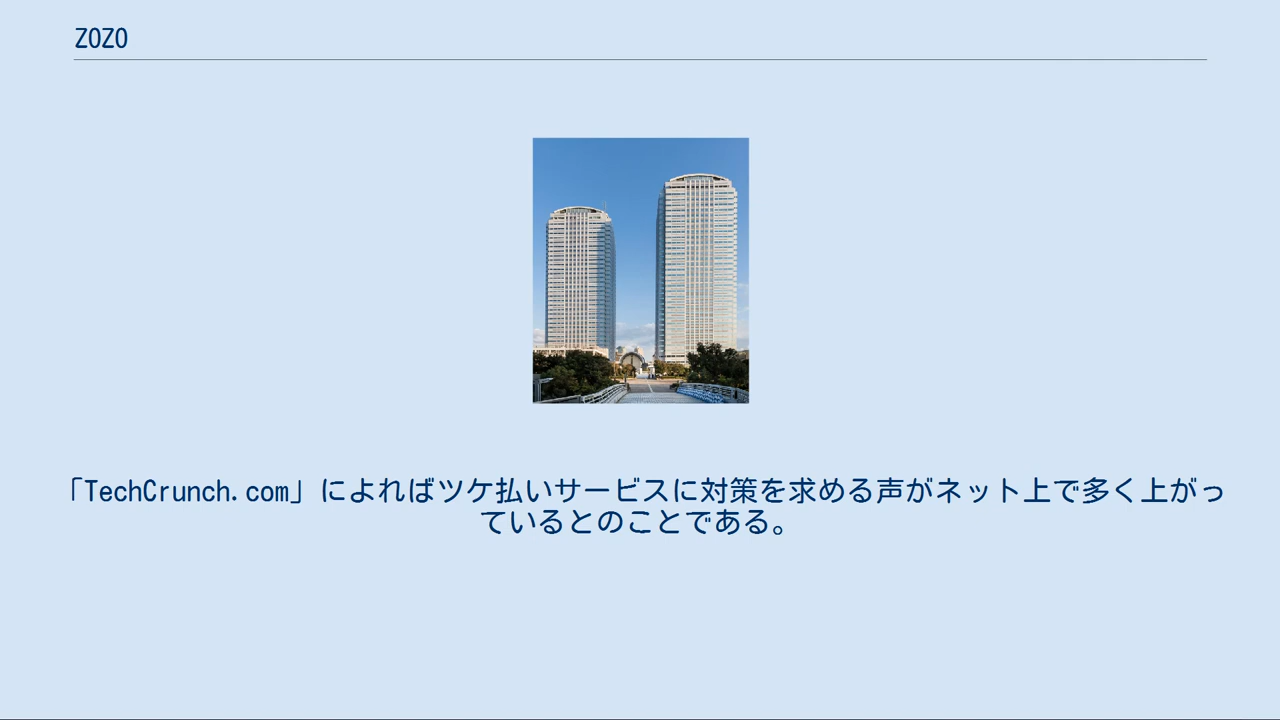 ZOZO
「TechCrunch.com」によればツケ払いサービスに対策を求める声がネット上で多く上がっ
ているとのことである。